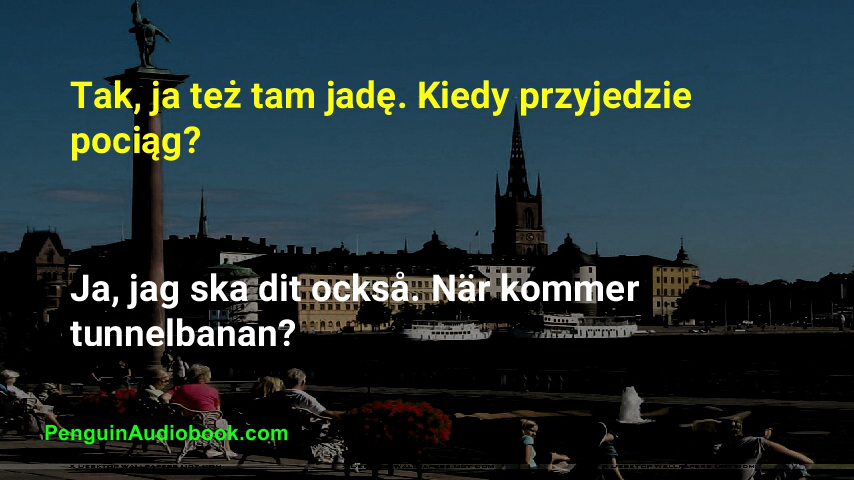 Tak, ja też tam jadę. Kiedy przyjedzie
pociąg?
Ja, jag ska dit också. När kommer
tunnelbanan?
PenguinAudiobook.com